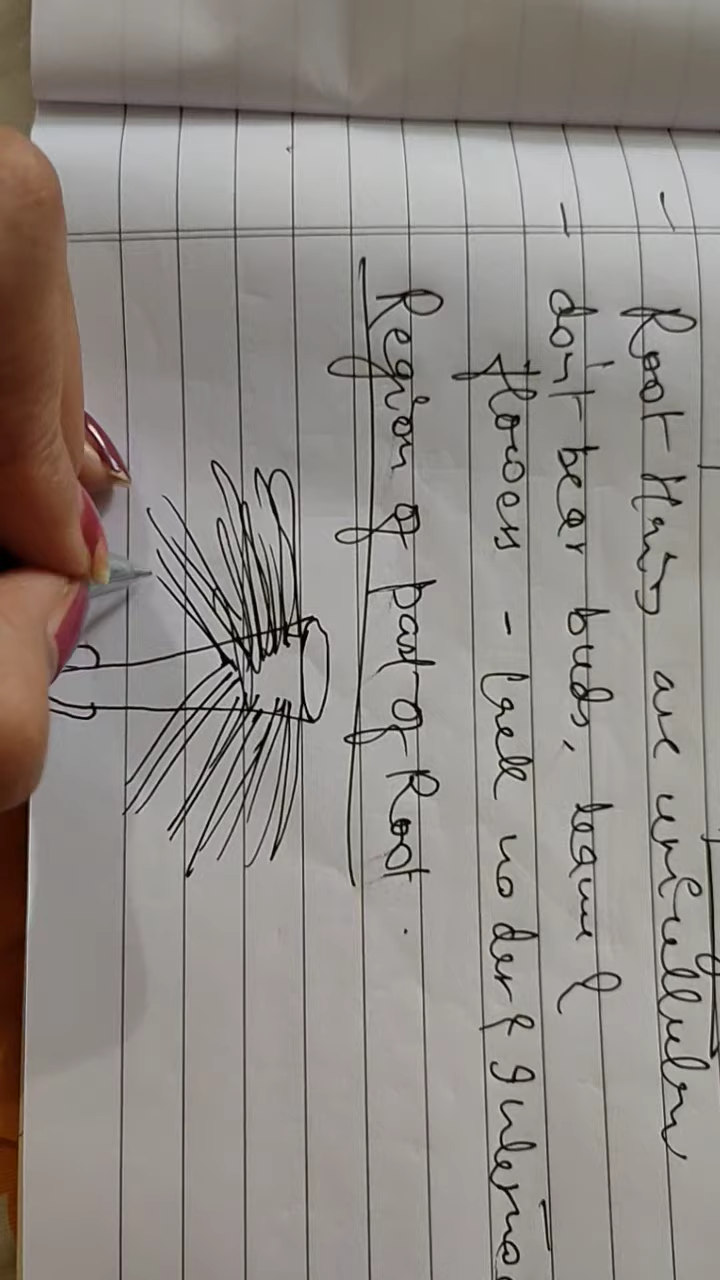 - Root Hairs are unicellular
- don't bear buds, leaves &
flowers - Lack nodes & Interno
Region of part of Root.